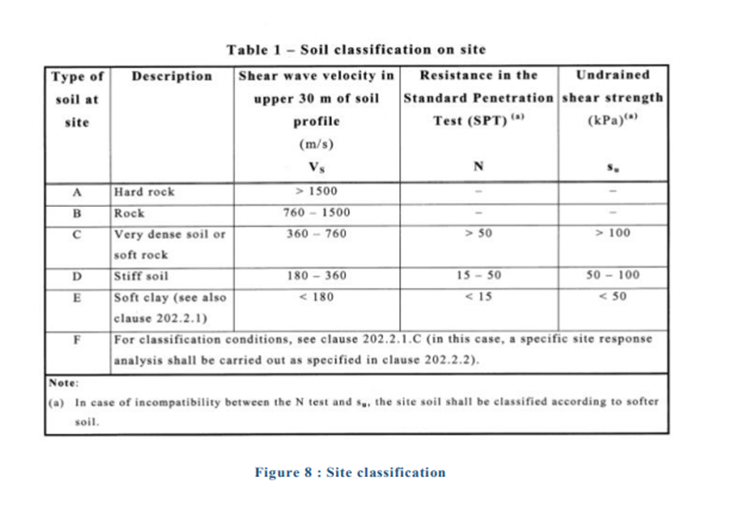 Table 1 – Soil classification on site
Type of soil at site | Description | Shear wave velocity in upper 30 m of soil profile (m/s) Vs | Resistance in the Standard Penetration Test (SPT) (a) N | Undrained shear strength (kPa)(a) su
A | Hard rock | > 1500 | – | –
B | Rock | 760 – 1500 | – | –
C | Very dense soil or soft rock | 360 – 760 | > 50 | > 100
D | Stiff soil | 180 – 360 | 15 – 50 | 50 – 100
E | Soft clay (see also clause 202.2.1) | < 180 | < 15 | < 50
F | For classification conditions, see clause 202.2.1.C (in this case, a specific site response analysis shall be carried out as specified in clause 202.2.2).
Note:
(a) In case of incompatibility between the N test and su, the site soil shall be classified according to softer
soil.
Figure 8 : Site classification